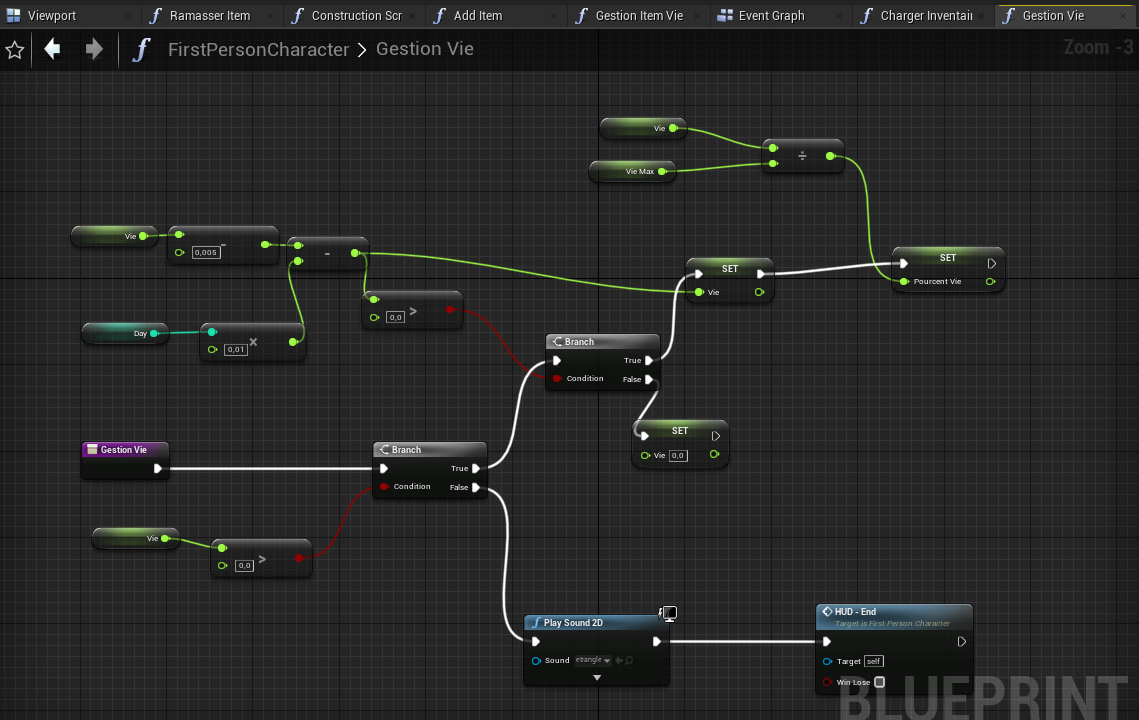 Viewport
Ramasser Item
Construction Scr
Add Item
Gestion Item Vie
Event Graph
Charger Inventai
Gestion Vie
FirstPersonCharacter > Gestion Vie
Zoom -3
Vie
Vie Max
÷
Vie
0,005
-
-
SET
Vie
SET
Pourcent Vie
Day
0,01
×
0,0
>
Branch
True
Condition
False
SET
Vie 0,0
Gestion Vie
Branch
True
Condition
False
Vie
0,0
>
Play Sound 2D
Sound
etrangle
HUD - End
Target is First Person Character
Target self
Win Lose
BLUEPRINT